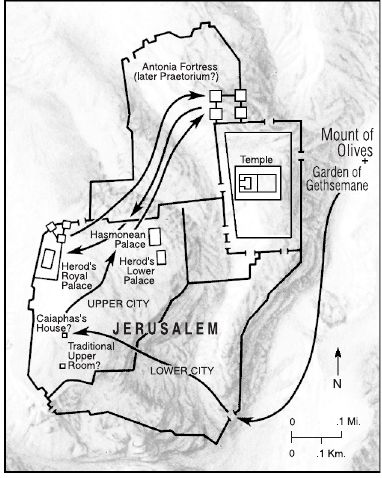 Antonia Fortress
(later Praetorium?)
Temple
Mount of
Olives
Garden of
Gethsemane
Hasmonean
Palace
Herod's
Royal
Palace
Herod's
Lower
Palace
UPPER CITY
Caiaphas's
House?
JERUSALEM
Traditional
Upper
Room?
LOWER CITY
N
0 .1 Mi.
0 .1 Km.